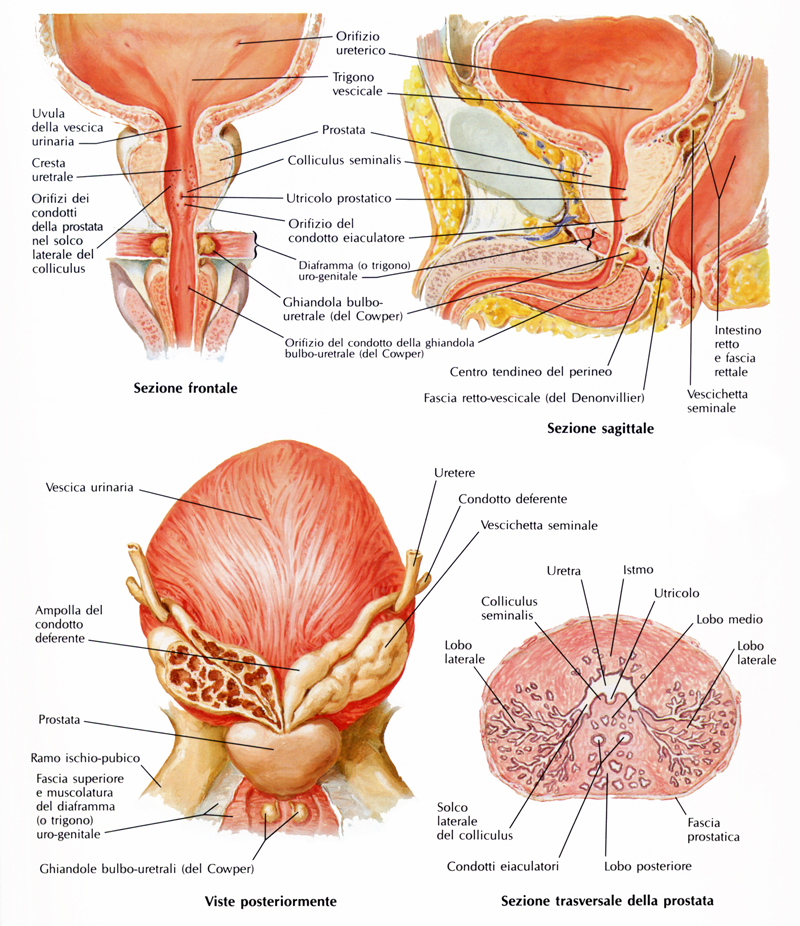 Orifizio
ureterico
Trigono
vescicale
Uvula
della vescica
urinaria
Prostata
Colliculus seminalis
Cresta
uretrale
Utricolo prostatico
Orifizi dei
condotti
della prostata
nel solco
laterale del
colliculus
Orifizio del
condotto eiaculatore
Diaframma (o trigono)
uro-genitale
Ghiandola bulbo-
uretrale (del Cowper)
Orifizio del condotto della ghiandola
bulbo-uretrale (del Cowper)
Sezione frontale
Intestino
retto
e fascia
rettale
Centro tendineo del perineo
Fascia retto-vescicale (del Denonvillier)
Vescichetta
seminale
Sezione sagittale
Vescica urinaria
Uretere
Condotto deferente
Vescichetta seminale
Ampolla del
condotto
deferente
Prostata
Ramo ischio-pubico
Fascia superiore
e muscolatura
del diaframma
(o trigono)
uro-genitale
Ghiandole bulbo-uretrali (del Cowper)
Viste posteriormente
Uretra
Istmo
Colliculus
seminalis
Utricolo
Lobo medio
Lobo
laterale
Lobo
laterale
Solco
laterale
del colliculus
Fascia
prostatica
Condotti eiaculatori
Lobo posteriore
Sezione trasversale della prostata